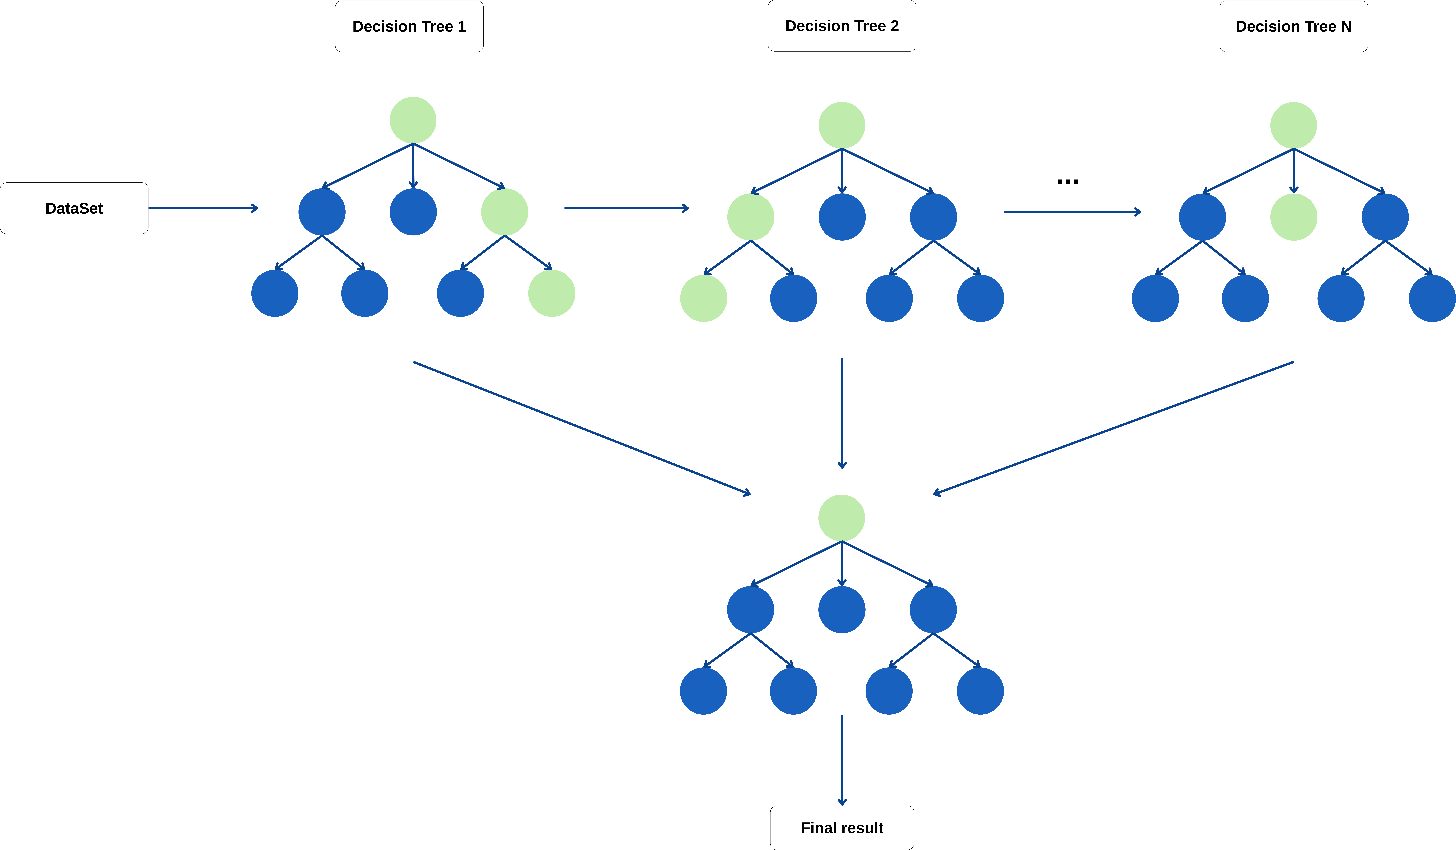 Decision Tree 1
Decision Tree 2
Decision Tree N
...
DataSet
Final result